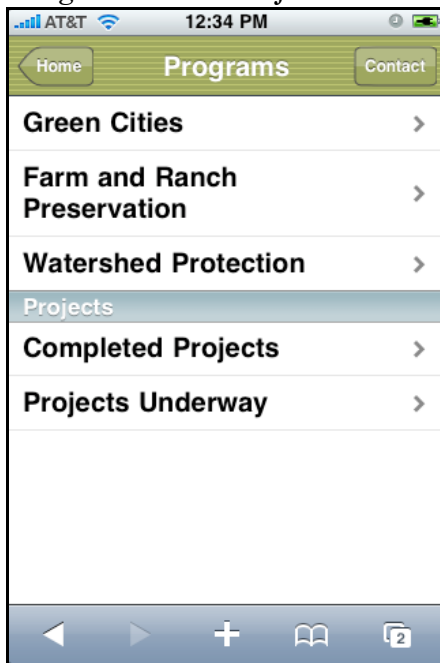 AT&T 12:34 PM
Home Programs Contact
Green Cities
Farm and Ranch
Preservation
Watershed Protection
Projects
Completed Projects
Projects Underway
2